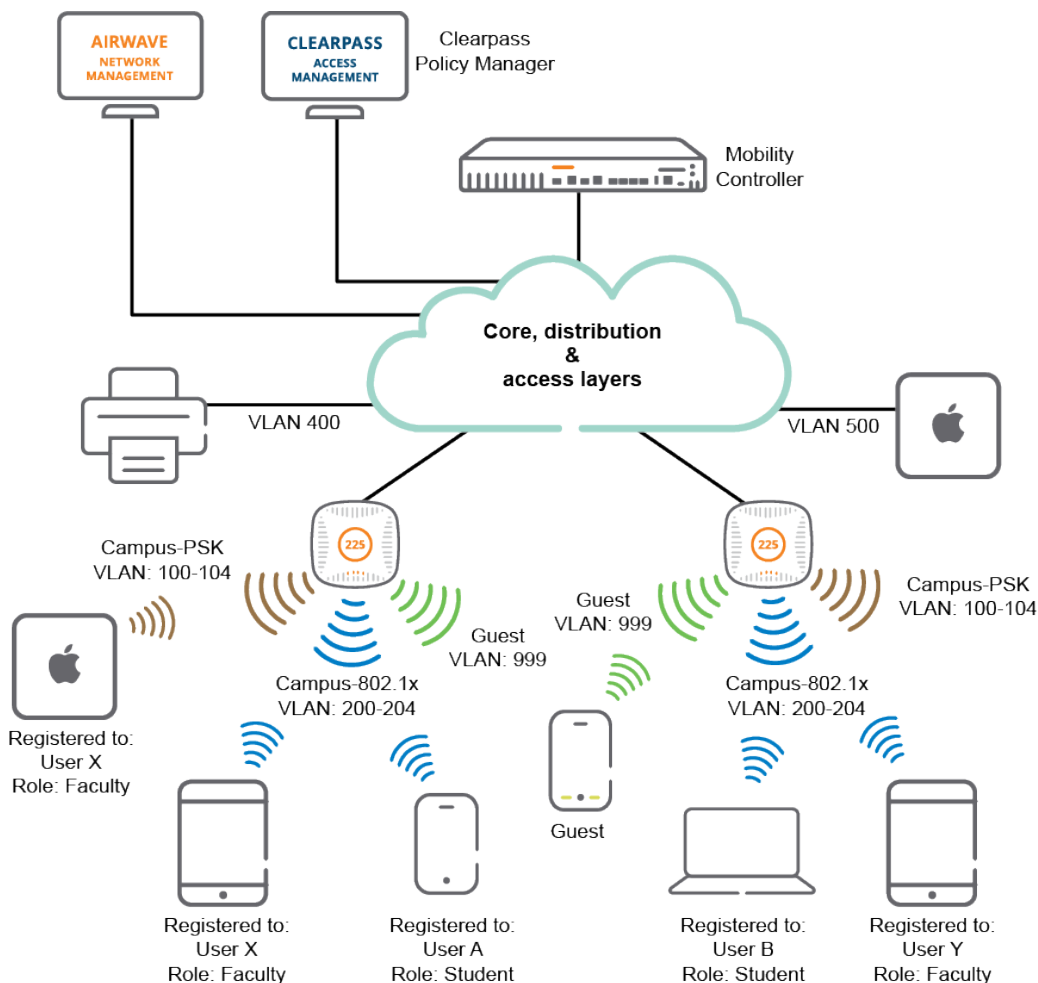 AIRWAVE
NETWORK
MANAGEMENT
CLEARPASS
ACCESS
MANAGEMENT
Clearpass
Policy Manager
Mobility
Controller
Core, distribution
&
access layers
VLAN 400
VLAN 500
225
225
Campus-PSK
VLAN: 100-104
Guest
VLAN: 999
Guest
VLAN: 999
Campus-PSK
VLAN: 100-104
Campus-802.1x
VLAN: 200-204
Campus-802.1x
VLAN: 200-204
Registered to:
User X
Role: Faculty
Guest
Registered to:
User X
Role: Faculty
Registered to:
User A
Role: Student
Registered to:
User B
Role: Student
Registered to:
User Y
Role: Faculty